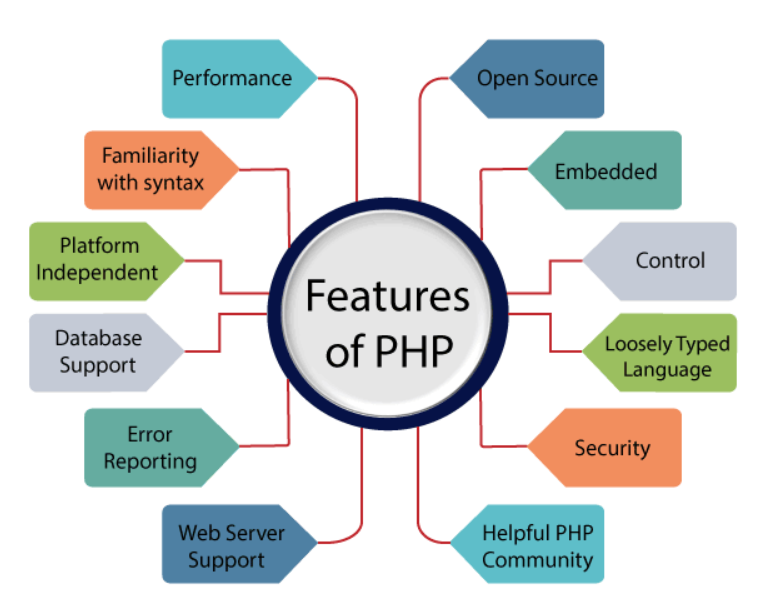 Features
of PHP
Performance
Familiarity
with syntax
Platform
Independent
Database
Support
Error
Reporting
Web Server
Support
Open Source
Embedded
Control
Loosely Typed
Language
Security
Helpful PHP
Community